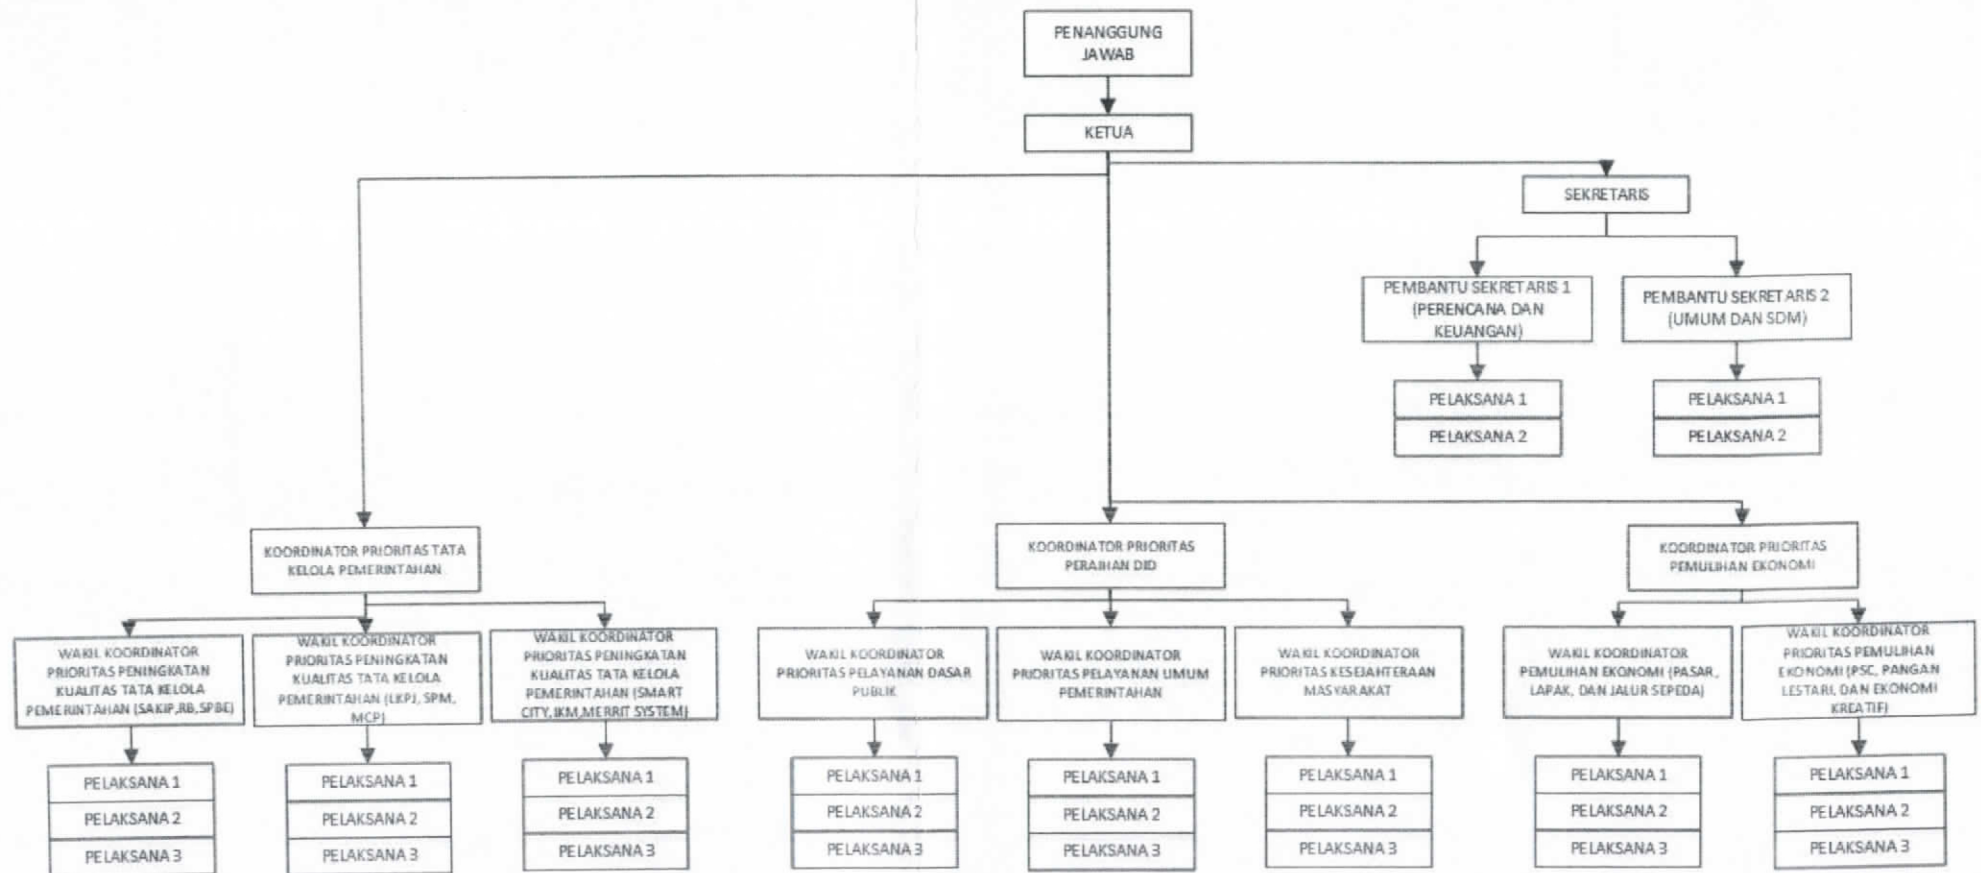 PENANGGUNG
JAWAB
KETUA
SEKRETARIS
PEMBANTU SEKRETARIS 1
(PERENCANA DAN
KEUANGAN)
PEMBANTU SEKRETARIS 2
(UMUM DAN SDM)
PELAKSANA 1
PELAKSANA 2
PELAKSANA 1
PELAKSANA 2
KOORDINATOR PRIORITAS TATA
KELOLA PEMERINTAHAN
KOORDINATOR PRIORITAS
PERAIHAN DID
KOORDINATOR PRIORITAS
PEMULIHAN EKONOMI
WAKIL KOORDINATOR
PRIORITAS PENINGKATAN
KUALITAS TATA KELOLA
PEMERINTAHAN (SAKIP,RB,SPBE)
WAKIL KOORDINATOR
PRIORITAS PENINGKATAN
KUALITAS TATA KELOLA
PEMERINTAHAN (LKPJ, SPM,
MCP)
WAKIL KOORDINATOR
PRIORITAS PENINGKATAN
KUALITAS TATA KELOLA
PEMERINTAHAN (SMART
CITY,IKM,MERRIT SYSTEM)
WAKIL KOORDINATOR
PRIORITAS PELAYANAN DASAR
PUBLIK
WAKIL KOORDINATOR
PRIORITAS PELAYANAN UMUM
PEMERINTAHAN
WAKIL KOORDINATOR
PRIORITAS KESEJAHTERAAN
MASYARAKAT
WAKIL KOORDINATOR
PEMULIHAN EKONOMI (PASAR,
LAPAK, DAN JALUR SEPEDA)
WAKIL KOORDINATOR
PRIORITAS PEMULIHAN
EKONOMI (PSC, PANGAN
LESTARI, DAN EKONOMI
KREATIF)
PELAKSANA 1
PELAKSANA 2
PELAKSANA 3
PELAKSANA 1
PELAKSANA 2
PELAKSANA 3
PELAKSANA 1
PELAKSANA 2
PELAKSANA 3
PELAKSANA 1
PELAKSANA 2
PELAKSANA 3
PELAKSANA 1
PELAKSANA 2
PELAKSANA 3
PELAKSANA 1
PELAKSANA 2
PELAKSANA 3
PELAKSANA 1
PELAKSANA 2
PELAKSANA 3
PELAKSANA 1
PELAKSANA 2
PELAKSANA 3